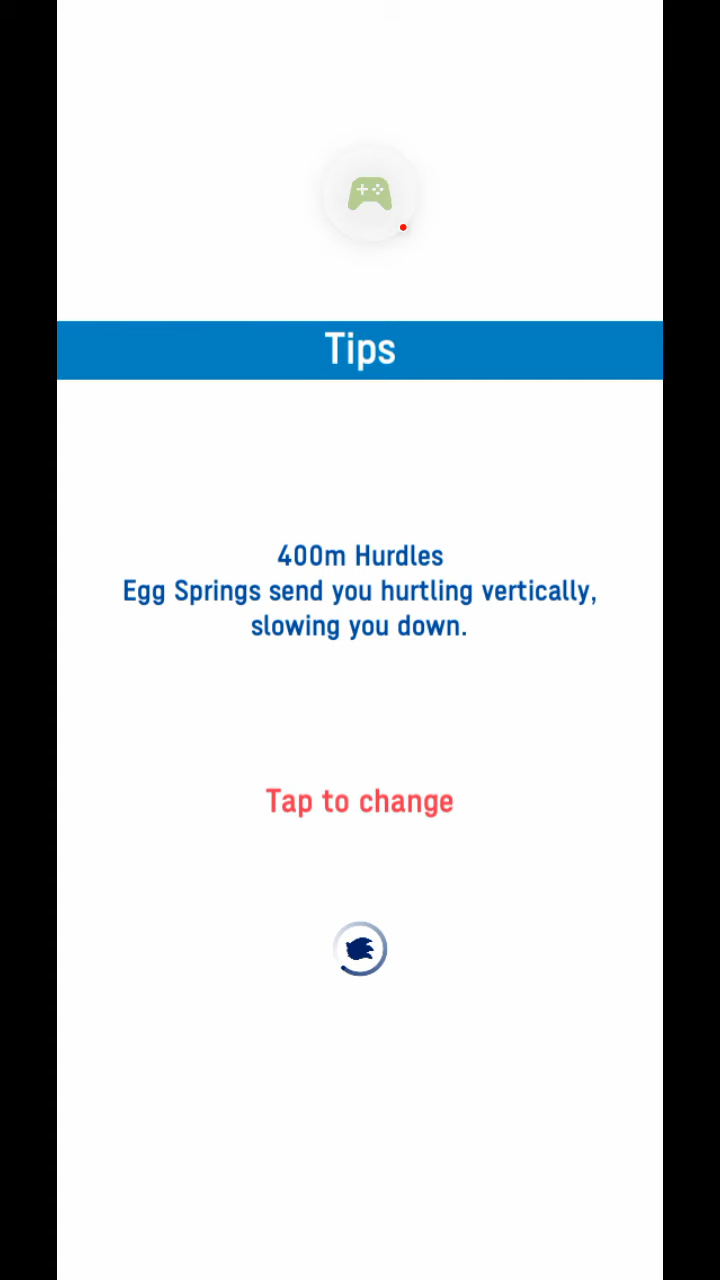 Tips
400m Hurdles
Egg Springs send you hurtling vertically,
slowing you down.
Tap to change